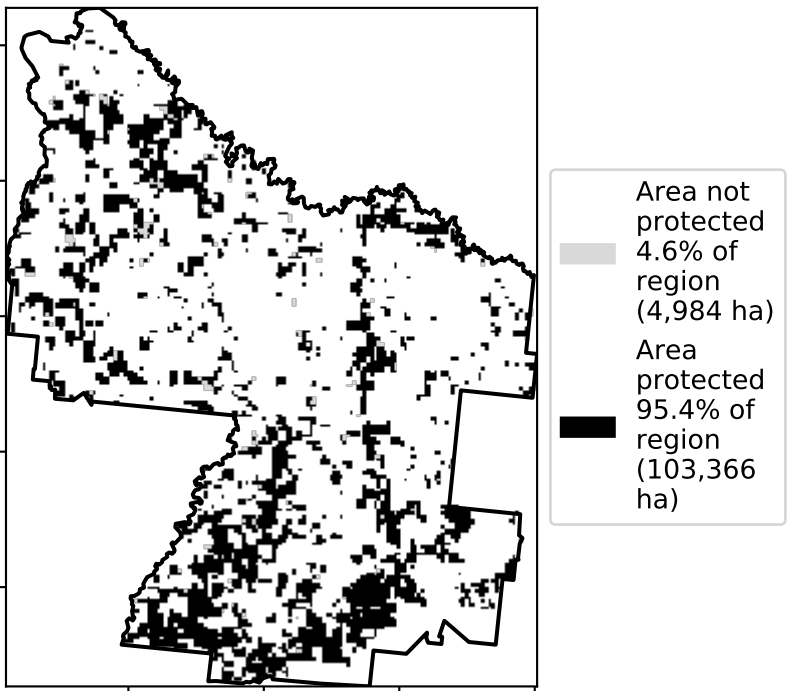 Area not
protected
4.6% of
region
(4,984 ha)
Area
protected
95.4% of
region
(103,366
ha)